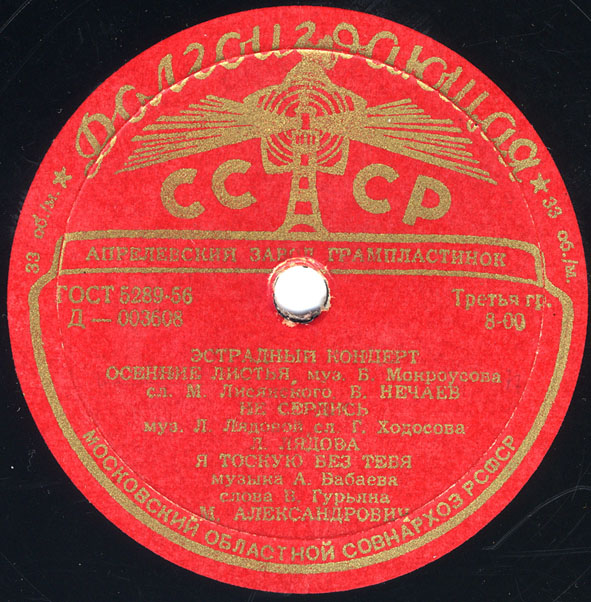 Долгоиграющая
33 об./м.
33 об./м.
СССР
АПРЕЛЕВСКИЙ ЗАВОД ГРАМПЛАСТИНОК
ГОСТ 5289-56
Третья гр.
Д — 003608
8-00
ЭСТРАДНЫЙ КОНЦЕРТ
ОСЕННИЕ ЛИСТЬЯ, муз. Б. Мокроусова
сл. М. Лисянского В. НЕЧАЕВ
НЕ СЕРДИСЬ
муз. Л. Лядовой сл. Г. Ходосова
Л. ЛЯДОВА
Я ТОСКУЮ БЕЗ ТЕБЯ
музыка А. Бабаева
слова В. Гурьяна
М. АЛЕКСАНДРОВИЧ
МОСКОВСКИЙ ОБЛАСТНОЙ СОВНАРХОЗ РСФСР